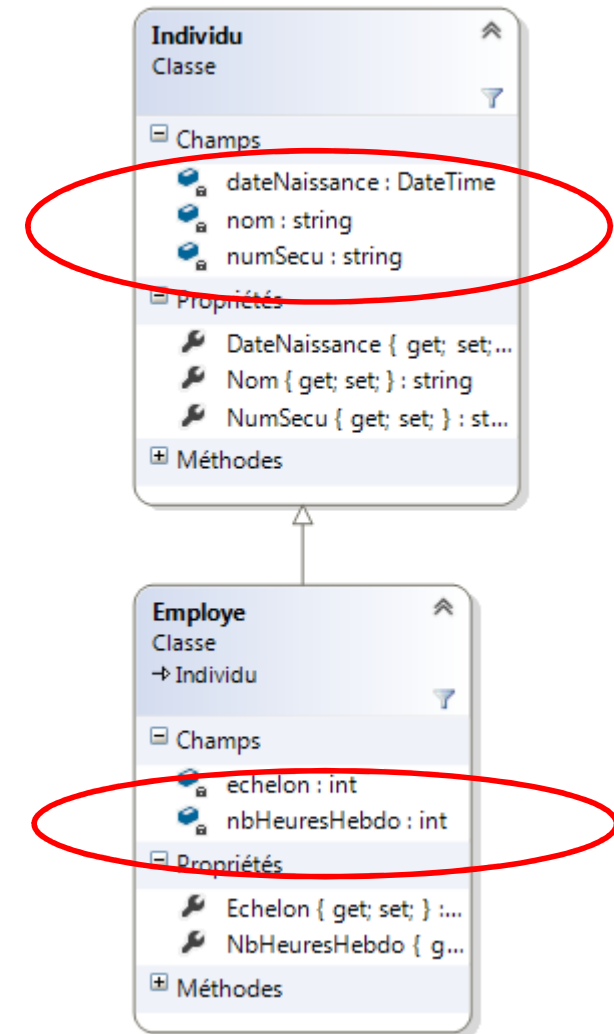 Individu
Classe
Champs
dateNaissance : DateTime
nom : string
numSecu : string
Propriétés
DateNaissance { get; set;...
Nom { get; set; } : string
NumSecu { get; set; } : st...
Méthodes
Employe
Classe
→ Individu
Champs
echelon : int
nbHeuresHebdo : int
Propriétés
Echelon { get; set; } :...
NbHeuresHebdo { g...
Méthodes